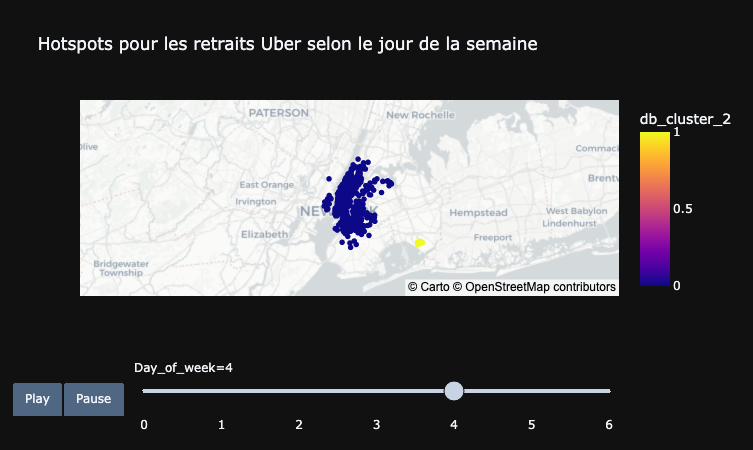 Hotspots pour les retraits Uber selon le jour de la semaine
PATERSON
New Rochelle
Commack
East Orange
Irvington
NEW YORK
Elizabeth
Hempstead
West Babylon
Lindenhurst
Freeport
Bridgewater
Township
© Carto © OpenStreetMap contributors
db_cluster_2
1
0.5
0
Day_of_week=4
Play
Pause
0
1
2
3
4
5
6